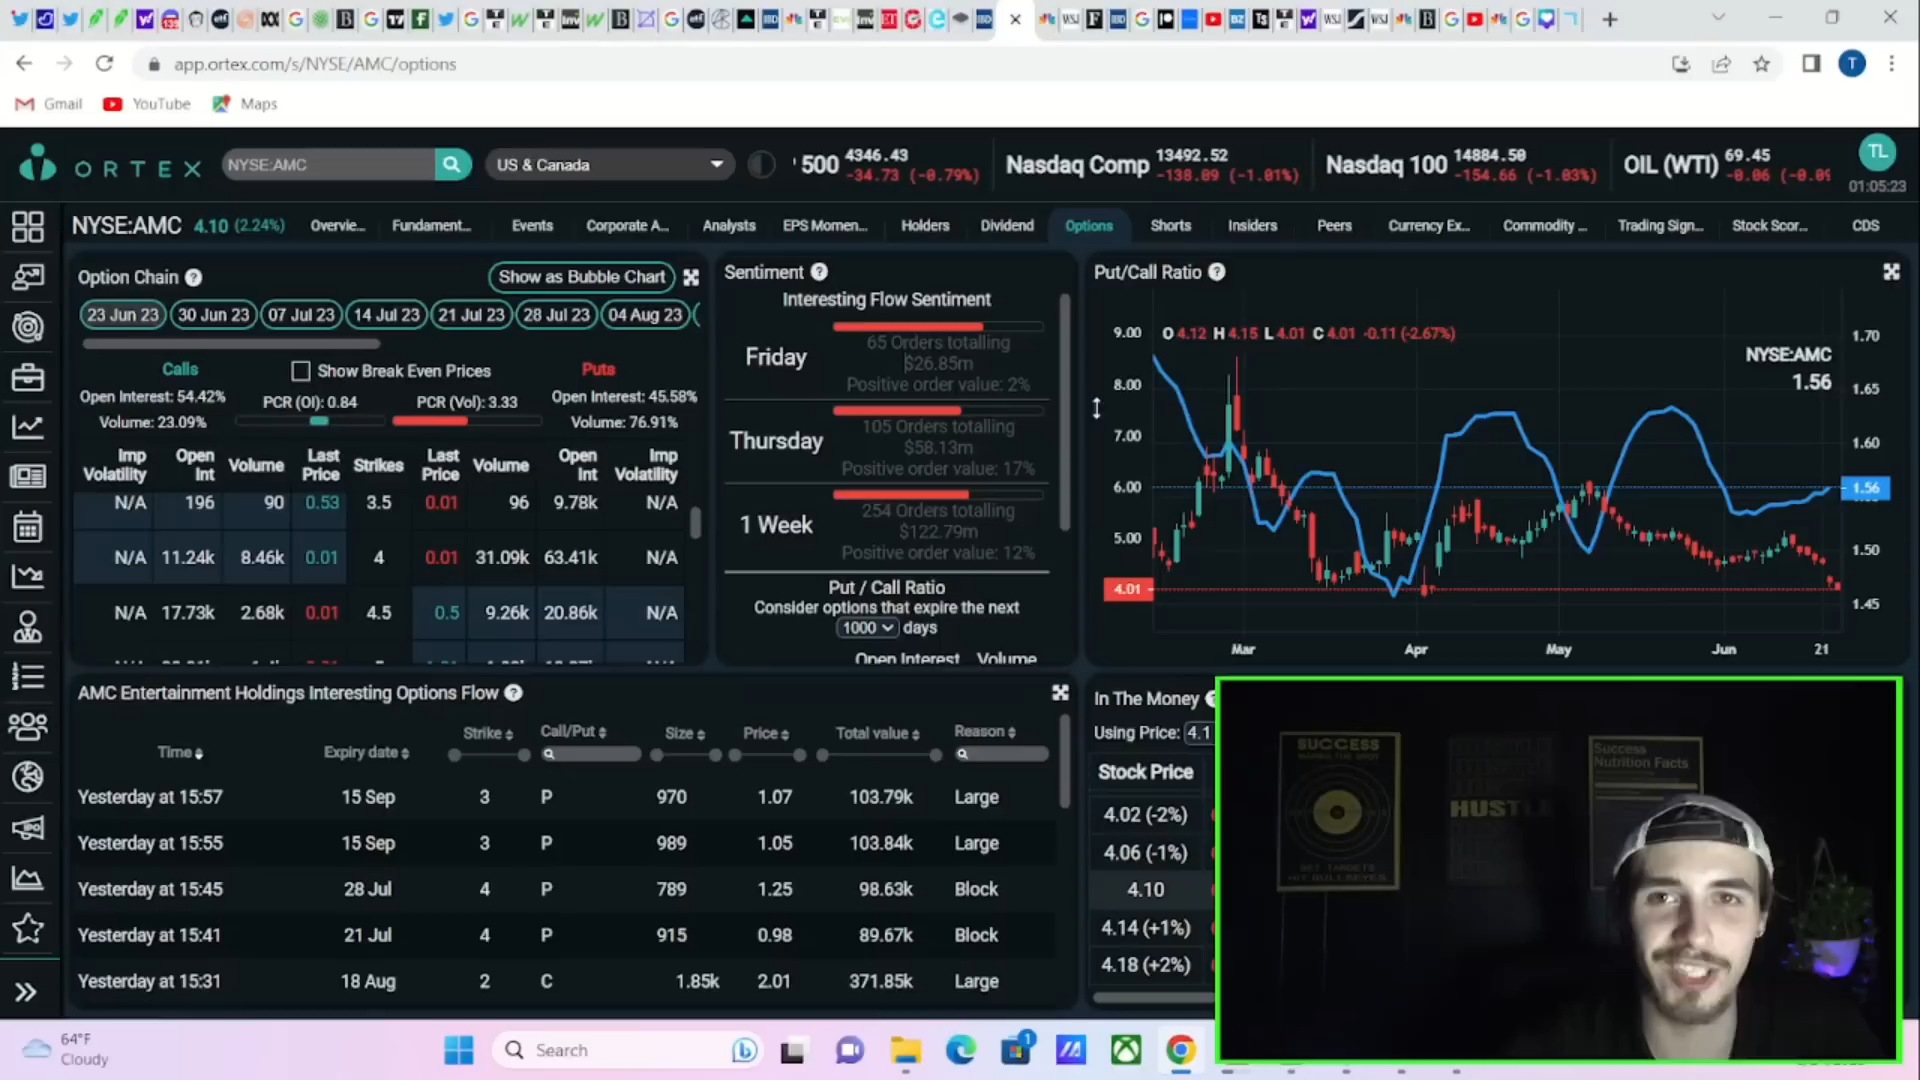 app.ortex.com/s/NYSE/AMC/options
T
Gmail YouTube Maps
ORTEX
NYSE:AMC
US & Canada
500 4346.43 -34.73 (-0.79%)
Nasdaq Comp 13492.52 -138.09 (-1.01%)
Nasdaq 100 14884.50 -154.66 (-1.03%)
OIL (WTI) 69.45
TL
01:05:23
NYSE:AMC 4.10 (2.24%)
Overvie... Fundament... Events Corporate A... Analysts EPS Momen... Holders Dividend Options Shorts Insiders Peers Currency Ex... Commodity ... Trading Sign... Stock Scor... CDS
Option Chain ?
Show as Bubble Chart
23 Jun 23 30 Jun 23 07 Jul 23 14 Jul 23 21 Jul 23 28 Jul 23 04 Aug 23
Calls
Show Break Even Prices
Puts
Open Interest: 54.42%
PCR (OI): 0.84
PCR (Vol): 3.33
Open Interest: 45.58%
Volume: 23.09%
Volume: 76.91%
Imp Volatility Open Int Volume Last Price Strikes Last Price Volume Open Int Imp Volatility
N/A 196 90 0.53 3.5 0.01 96 9.78k N/A
N/A 11.24k 8.46k 0.01 4 0.01 31.09k 63.41k N/A
N/A 17.73k 2.68k 0.01 4.5 0.5 9.26k 20.86k N/A
Sentiment ?
Interesting Flow Sentiment
Friday
65 Orders totalling
$26.85m
Positive order value: 2%
Thursday
105 Orders totalling
$58.13m
Positive order value: 17%
1 Week
254 Orders totalling
$122.79m
Positive order value: 12%
Put / Call Ratio
Consider options that expire the next
1000 days
Open Interest Volume
Put/Call Ratio ?
O 4.12 H 4.15 L 4.01 C 4.01 -0.11 (-2.67%)
NYSE:AMC
1.56
9.00
8.00
7.00
6.00
5.00
4.01
1.70
1.65
1.60
1.56
1.50
1.45
Mar Apr May Jun 21
AMC Entertainment Holdings Interesting Options Flow ?
Time Expiry date Strike Call/Put Size Price Total value Reason
Yesterday at 15:57 15 Sep 3 P 970 1.07 103.79k Large
Yesterday at 15:55 15 Sep 3 P 989 1.05 103.84k Large
Yesterday at 15:45 28 Jul 4 P 789 1.25 98.63k Block
Yesterday at 15:41 21 Jul 4 P 915 0.98 89.67k Block
Yesterday at 15:31 18 Aug 2 C 1.85k 2.01 371.85k Large
In The Money
Using Price: 4.1
Stock Price
4.02 (-2%)
4.06 (-1%)
4.10
4.14 (+1%)
4.18 (+2%)
SUCCESS
HUSTLE
Success
Nutrition Facts
64°F
Cloudy
Search
1